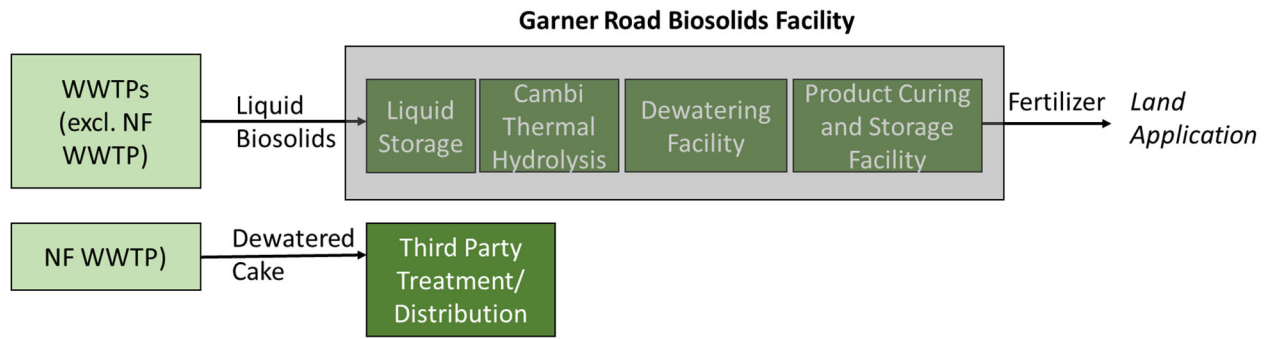 Garner Road Biosolids Facility
WWTPs
(excl. NF
WWTP)
Liquid
Biosolids
Liquid
Storage
Cambi
Thermal
Hydrolysis
Dewatering
Facility
Product Curing
and Storage
Facility
Fertilizer
Land
Application
NF WWTP)
Dewatered
Cake
Third Party
Treatment/
Distribution